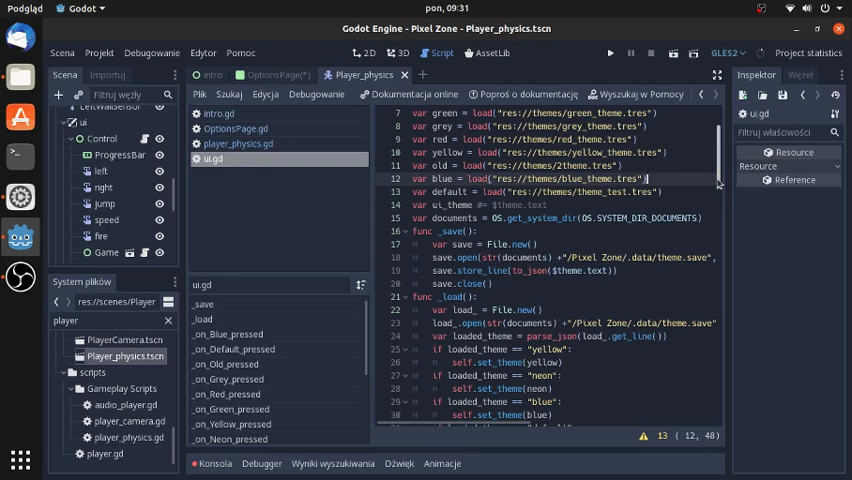 Podgląd
Godot
pon, 09:31
Godot Engine - Pixel Zone - Player_physics.tscn
Scena Projekt Debugowanie Edytor Pomoc
2D 3D Script AssetLib
GLES2 Project statistics
Scena Importuj
Filtruj węzły
LeftWallSensor
ui
Control
ProgressBar
left
right
jump
speed
fire
Game
System plików
res://scenes/Player
player
PlayerCamera.tscn
Player_physics.tscn
scripts
Gameplay Scripts
audio_player.gd
player_camera.gd
player_physics.gd
player.gd
intro OptionsPage(*) Player_physics
Plik Szukaj Edycja Debugowanie Dokumentacja online Poproś o dokumentację Wyszukaj w Pomocy
intro.gd
OptionsPage.gd
player_physics.gd
ui.gd
ui.gd
_save
_load
_on_Blue_pressed
_on_Default_pressed
_on_Old_pressed
_on_Grey_pressed
_on_Red_pressed
_on_Green_pressed
_on_Yellow_pressed
_on_Neon_pressed
7 var green = load("res://themes/green_theme.tres")
8 var grey = load("res://themes/grey_theme.tres")
9 var red = load("res://themes/red_theme.tres")
10 var yellow = load("res://themes/yellow_theme.tres")
11 var old = load("res://themes/2theme.tres")
12 var blue = load("res://themes/blue_theme.tres")
13 var default = load("res://themes/theme_test.tres")
14 var ui_theme #= $theme.text
15 var documents = OS.get_system_dir(OS.SYSTEM_DIR_DOCUMENTS)
16 func _save():
17 var save = File.new()
18 save.open(str(documents) +"/Pixel Zone/.data/theme.save",
19 save.store_line(to_json($theme.text))
20 save.close()
21 func _load():
22 var load_ = File.new()
23 load_.open(str(documents) +"/Pixel Zone/.data/theme.save"
24 var loaded_theme = parse_json(load_.get_line())
25 if loaded_theme == "yellow":
26 self.set_theme(yellow)
27 if loaded_theme == "neon":
28 self.set_theme(neon)
29 if loaded_theme == "blue":
30 self.set_theme(blue)
13 ( 12, 48)
Konsola Debugger Wyniki wyszukiwania Dźwięk Animacje
Inspektor Węzeł
ui.gd
Filtruj właściwości
Resource
Resource
Reference